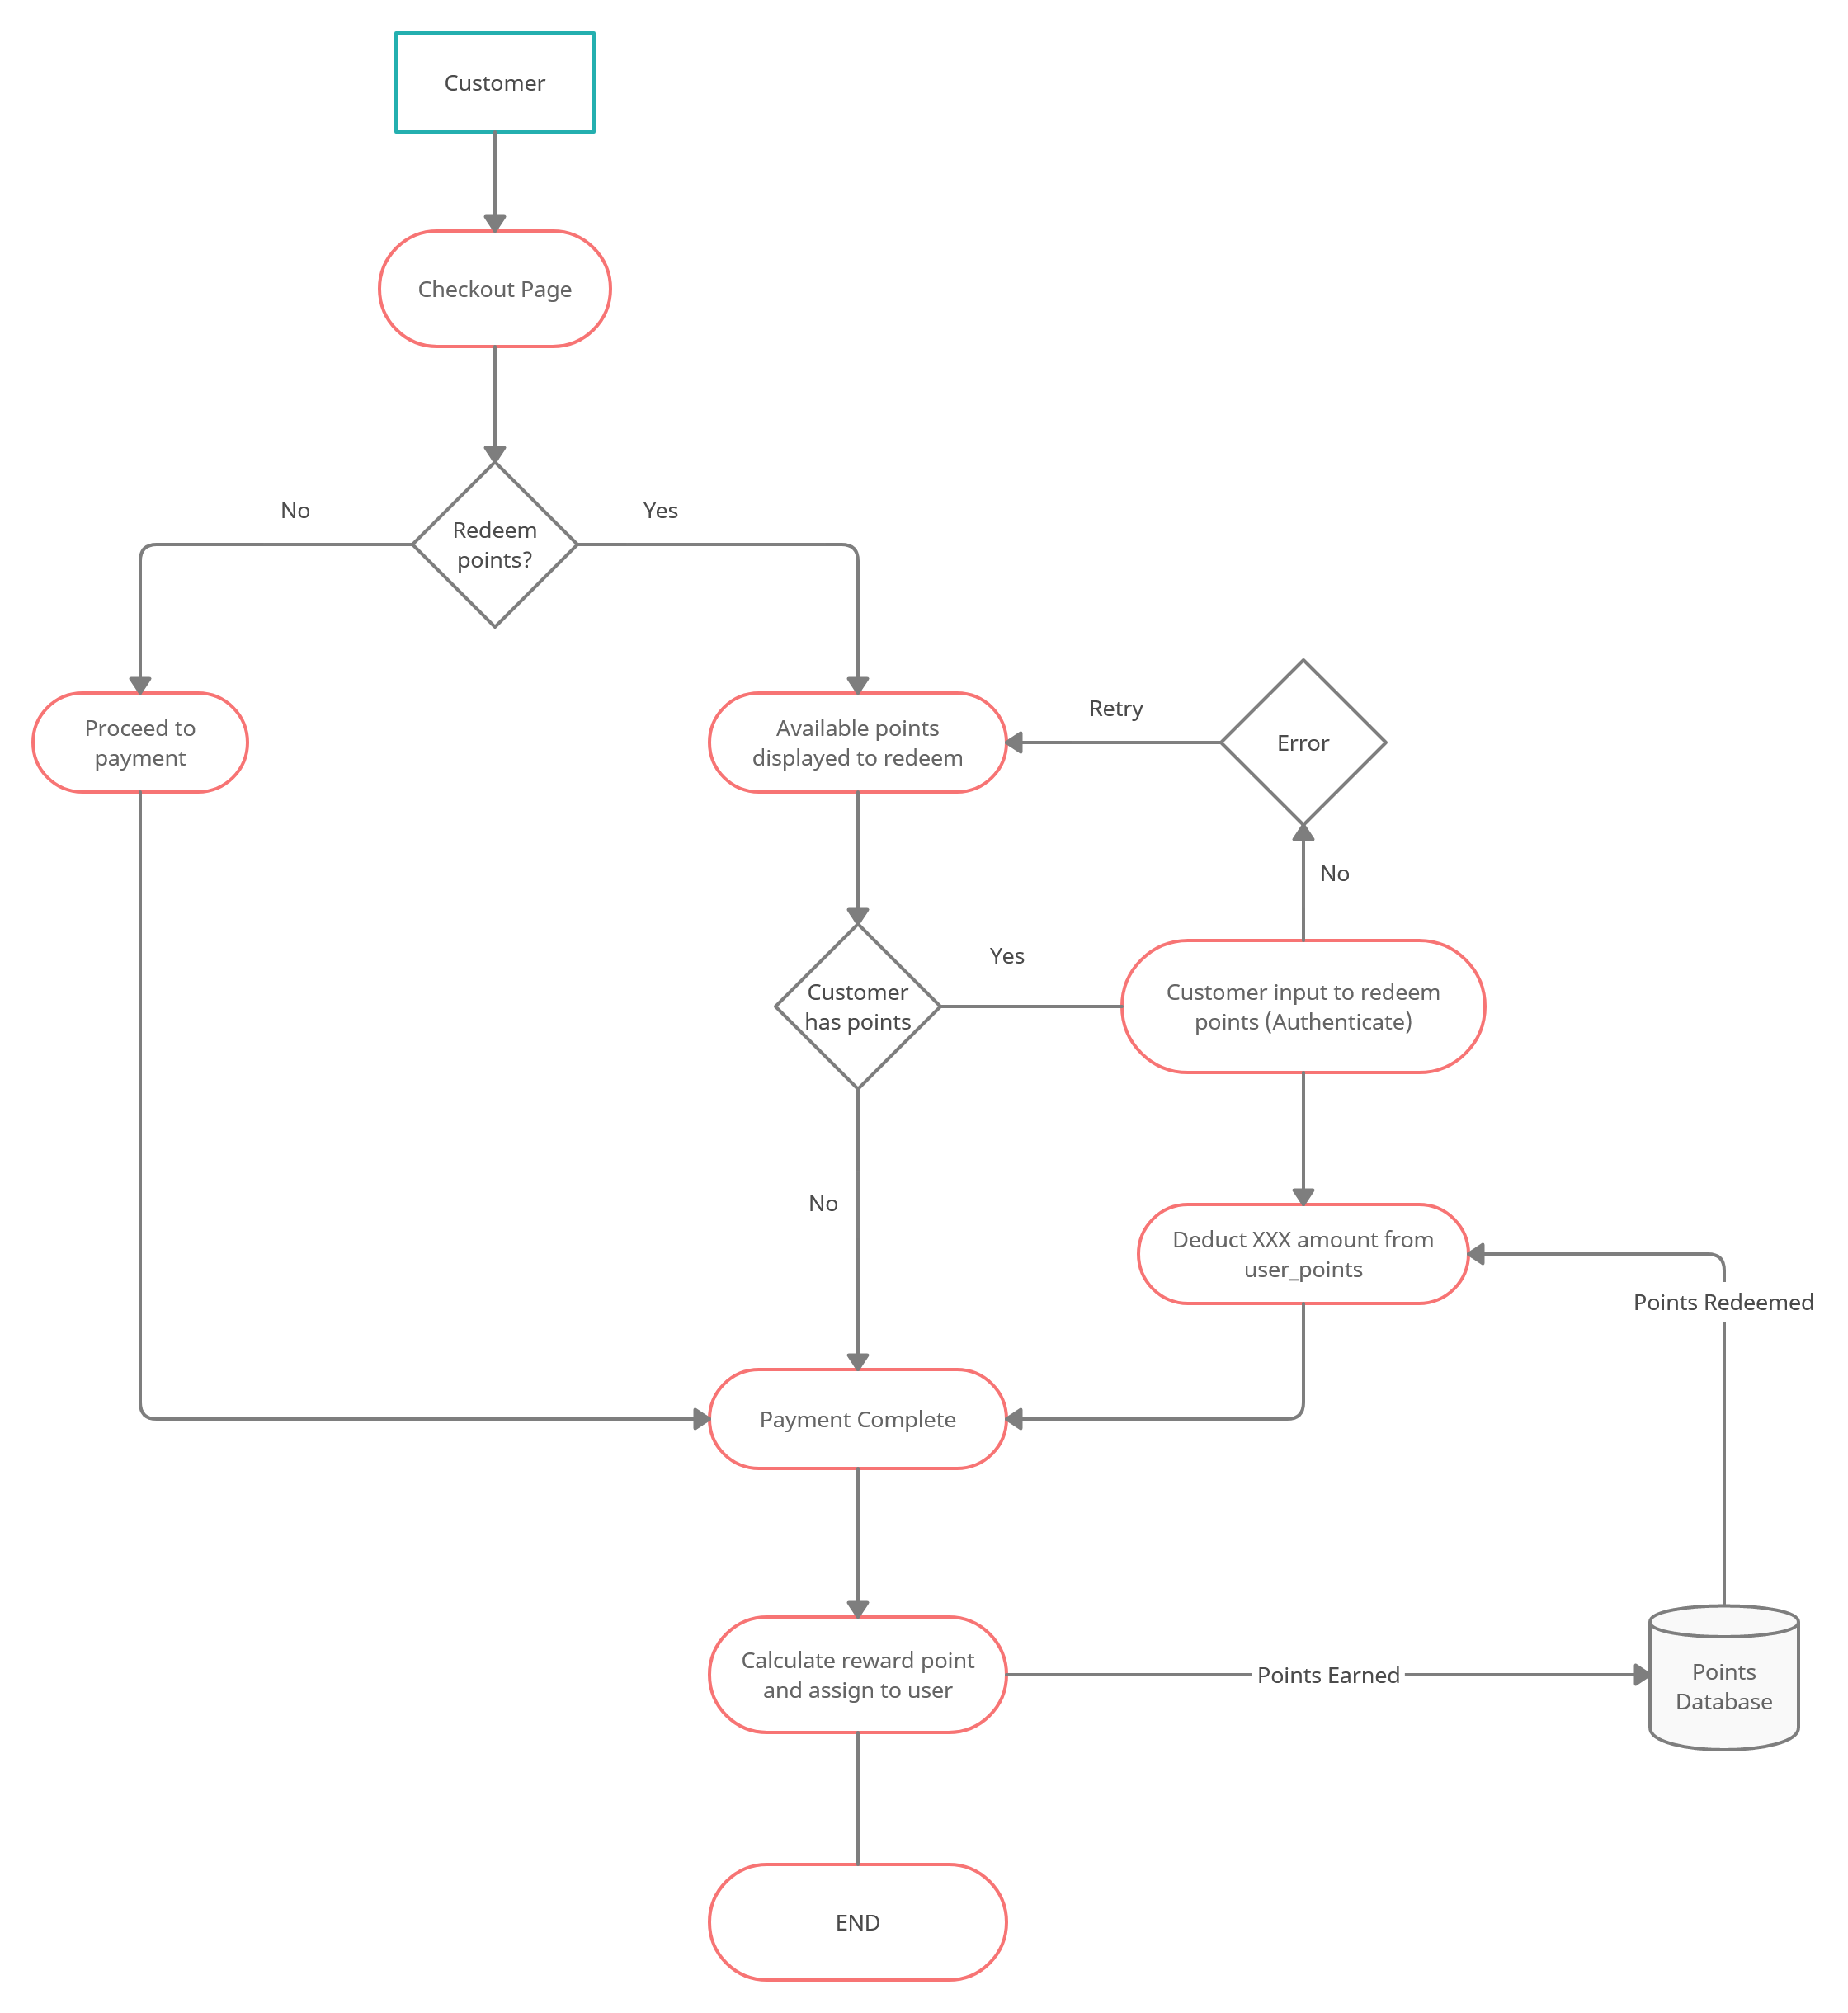 Customer
Checkout Page
No
Yes
Redeem
points?
Proceed to
payment
Available points
displayed to redeem
Retry
Error
No
Customer
has points
Yes
Customer input to redeem
points (Authenticate)
No
Deduct XXX amount from
user_points
Points Redeemed
Payment Complete
Calculate reward point
and assign to user
Points Earned
Points
Database
END